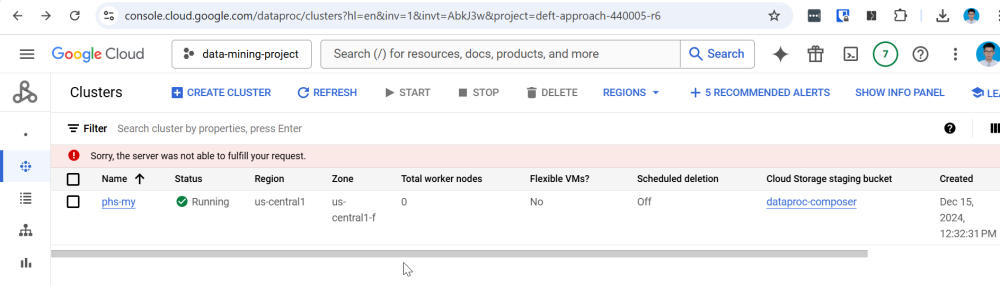 console.cloud.google.com/dataproc/clusters?hl=en&inv=1&invt=AbkJ3w&project=deft-approach-440005-r6
Google Cloud data-mining-project Search (/) for resources, docs, products, and more Search 7
Clusters CREATE CLUSTER REFRESH START STOP DELETE REGIONS + 5 RECOMMENDED ALERTS SHOW INFO PANEL LEA
Filter Search cluster by properties, press Enter
Sorry, the server was not able to fulfill your request.
Name Status Region Zone Total worker nodes Flexible VMs? Scheduled deletion Cloud Storage staging bucket Created
phs-my Running us-central1 us- 0 No Off dataproc-composer Dec 15,
central1-f 2024,
12:32:31 PM